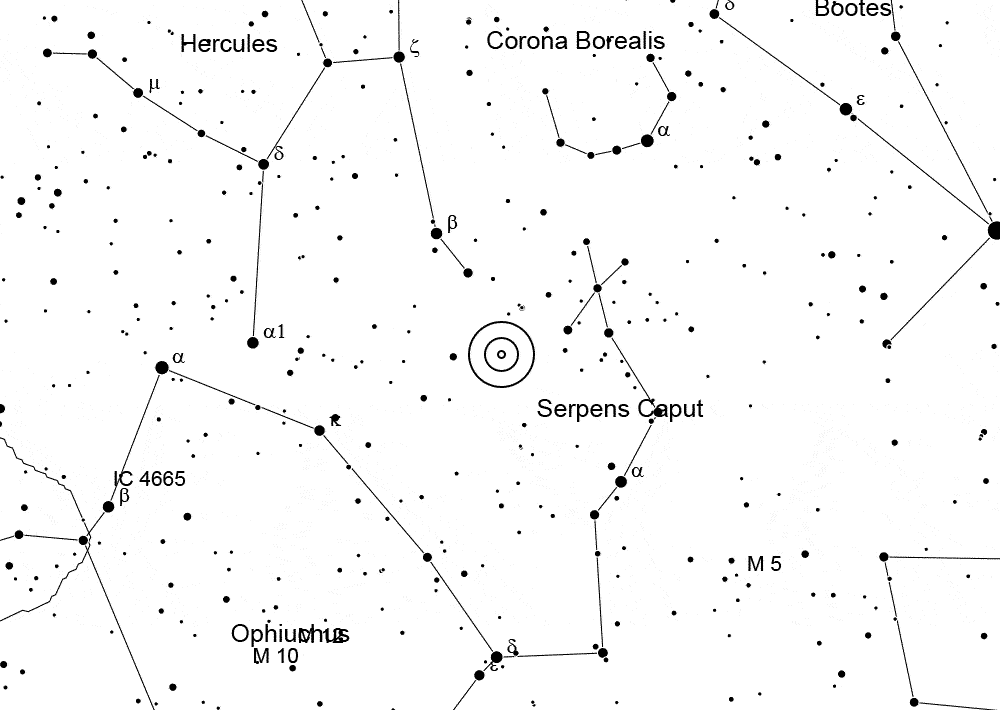 δ
Bootes
Hercules
ζ
Corona Borealis
μ
ε
α
δ
β
α1
α
κ
Serpens Caput
IC 4665
β
α
M 5
Ophiuchus
M 12
M 10
δ
ε